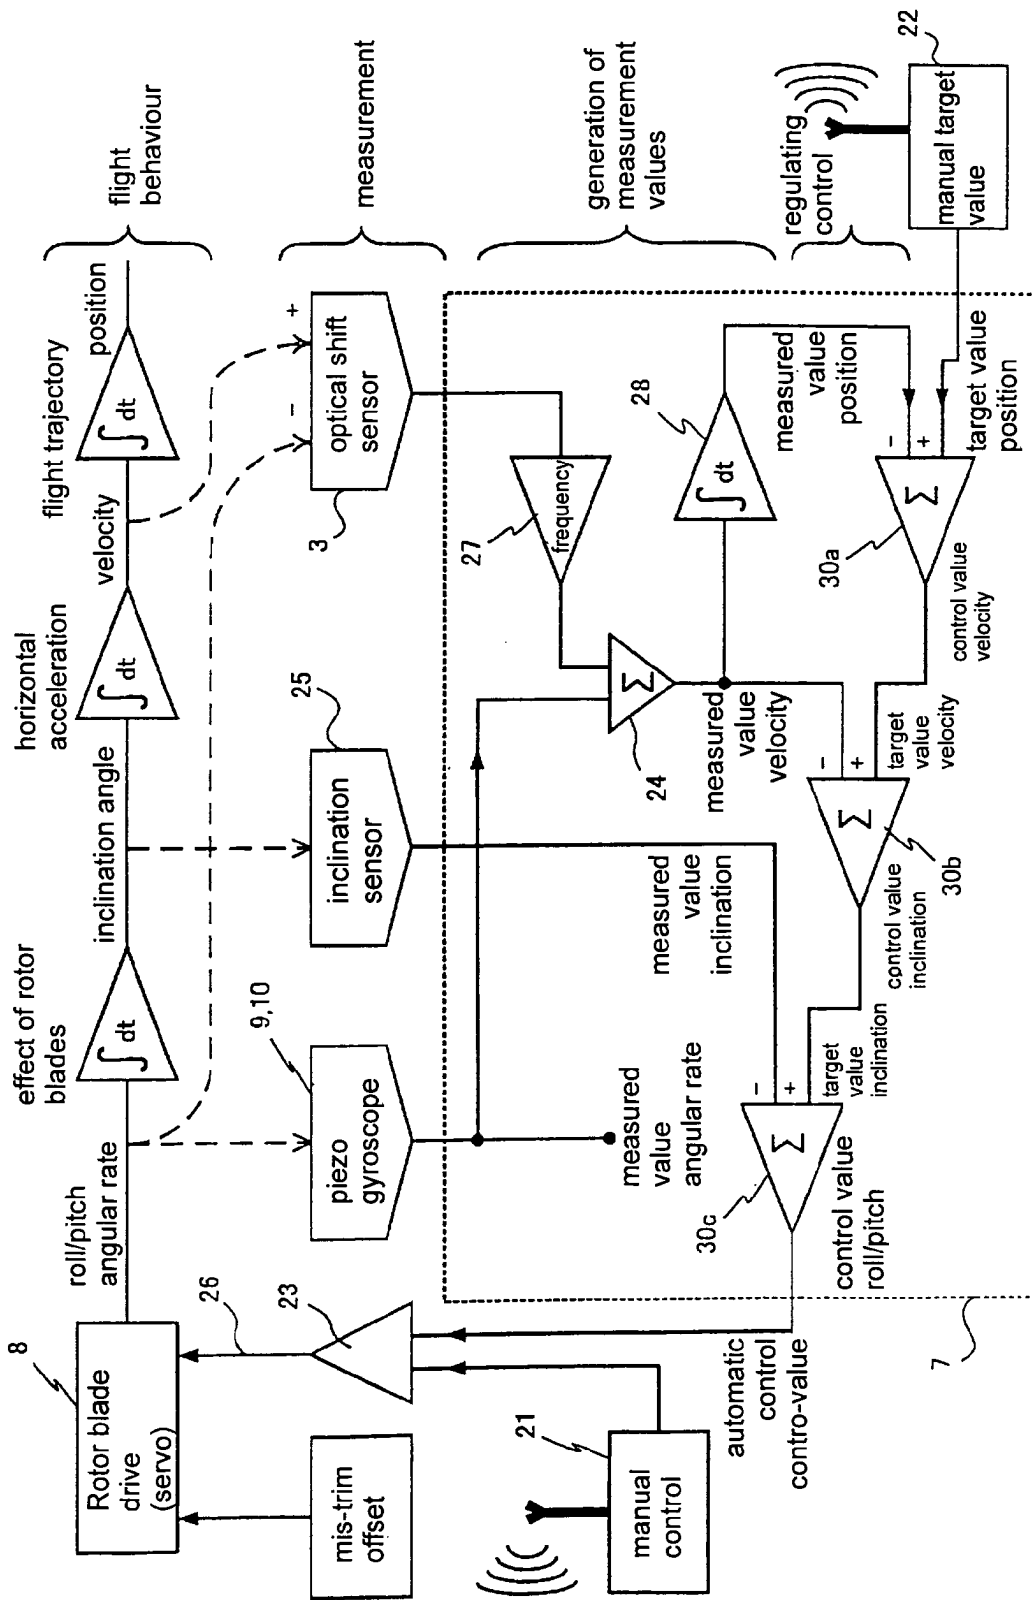 8
Rotor blade
drive
(servo)
mis-trim
offset
26
23
21
manual
control
automatic
control
contro-value
roll/pitch
angular rate
effect of rotor
blades
∫ dt
inclination angle
horizontal
acceleration
∫ dt
velocity
flight trajectory
∫ dt
position
flight
behaviour
9,10
piezo
gyroscope
25
inclination
sensor
3
optical shift
sensor
-
+
measurement
measured
value
angular rate
measured
value
inclination
24
Σ
27
frequency
measured
value
velocity
28
∫ dt
measured
value
position
generation of
measurement
values
regulating
control
22
manual target
value
target value
position
-
+
Σ
30a
control value
velocity
target
value
velocity
-
+
Σ
30b
control value
inclination
target
value
inclination
-
+
Σ
30c
control value
roll/pitch
7